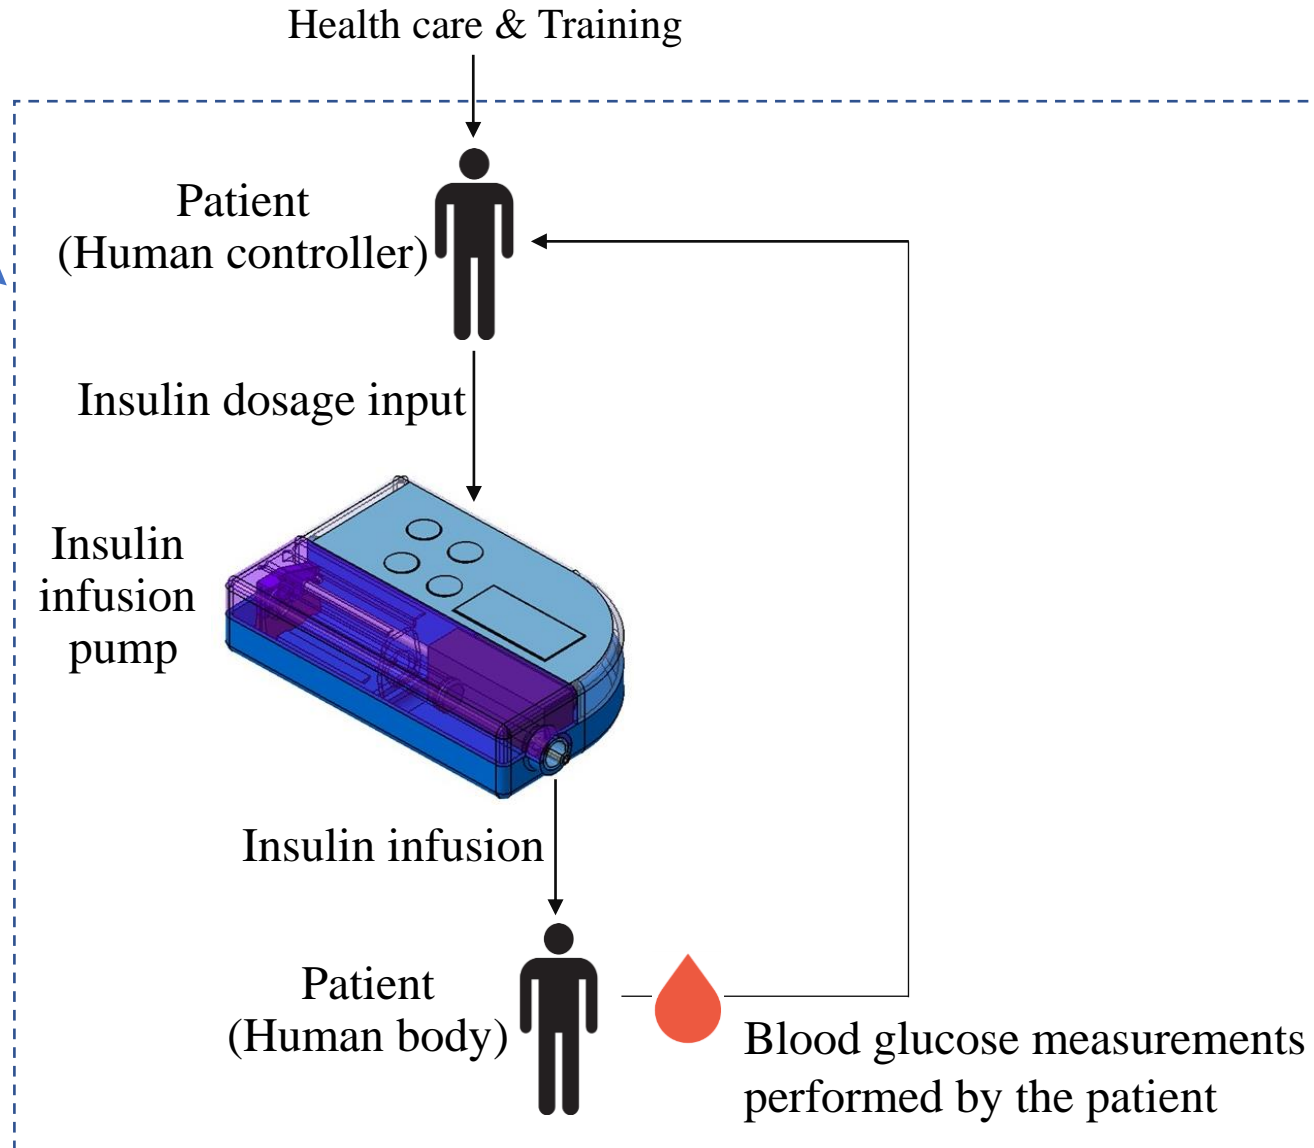 Health care & Training
Patient
(Human controller)
Insulin dosage input
Insulin
infusion
pump
Insulin infusion
Patient
(Human body)
Blood glucose measurements
performed by the patient